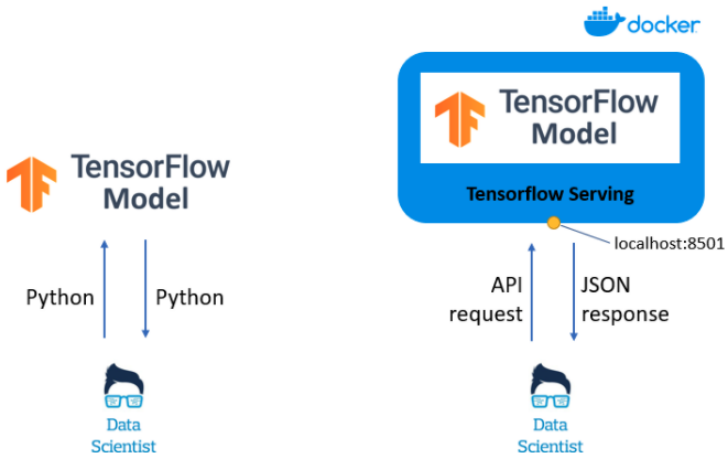 docker
TensorFlow
Model
Tensorflow Serving
localhost:8501
TensorFlow
Model
Python
Python
API
request
JSON
response
Data
Scientist
Data
Scientist